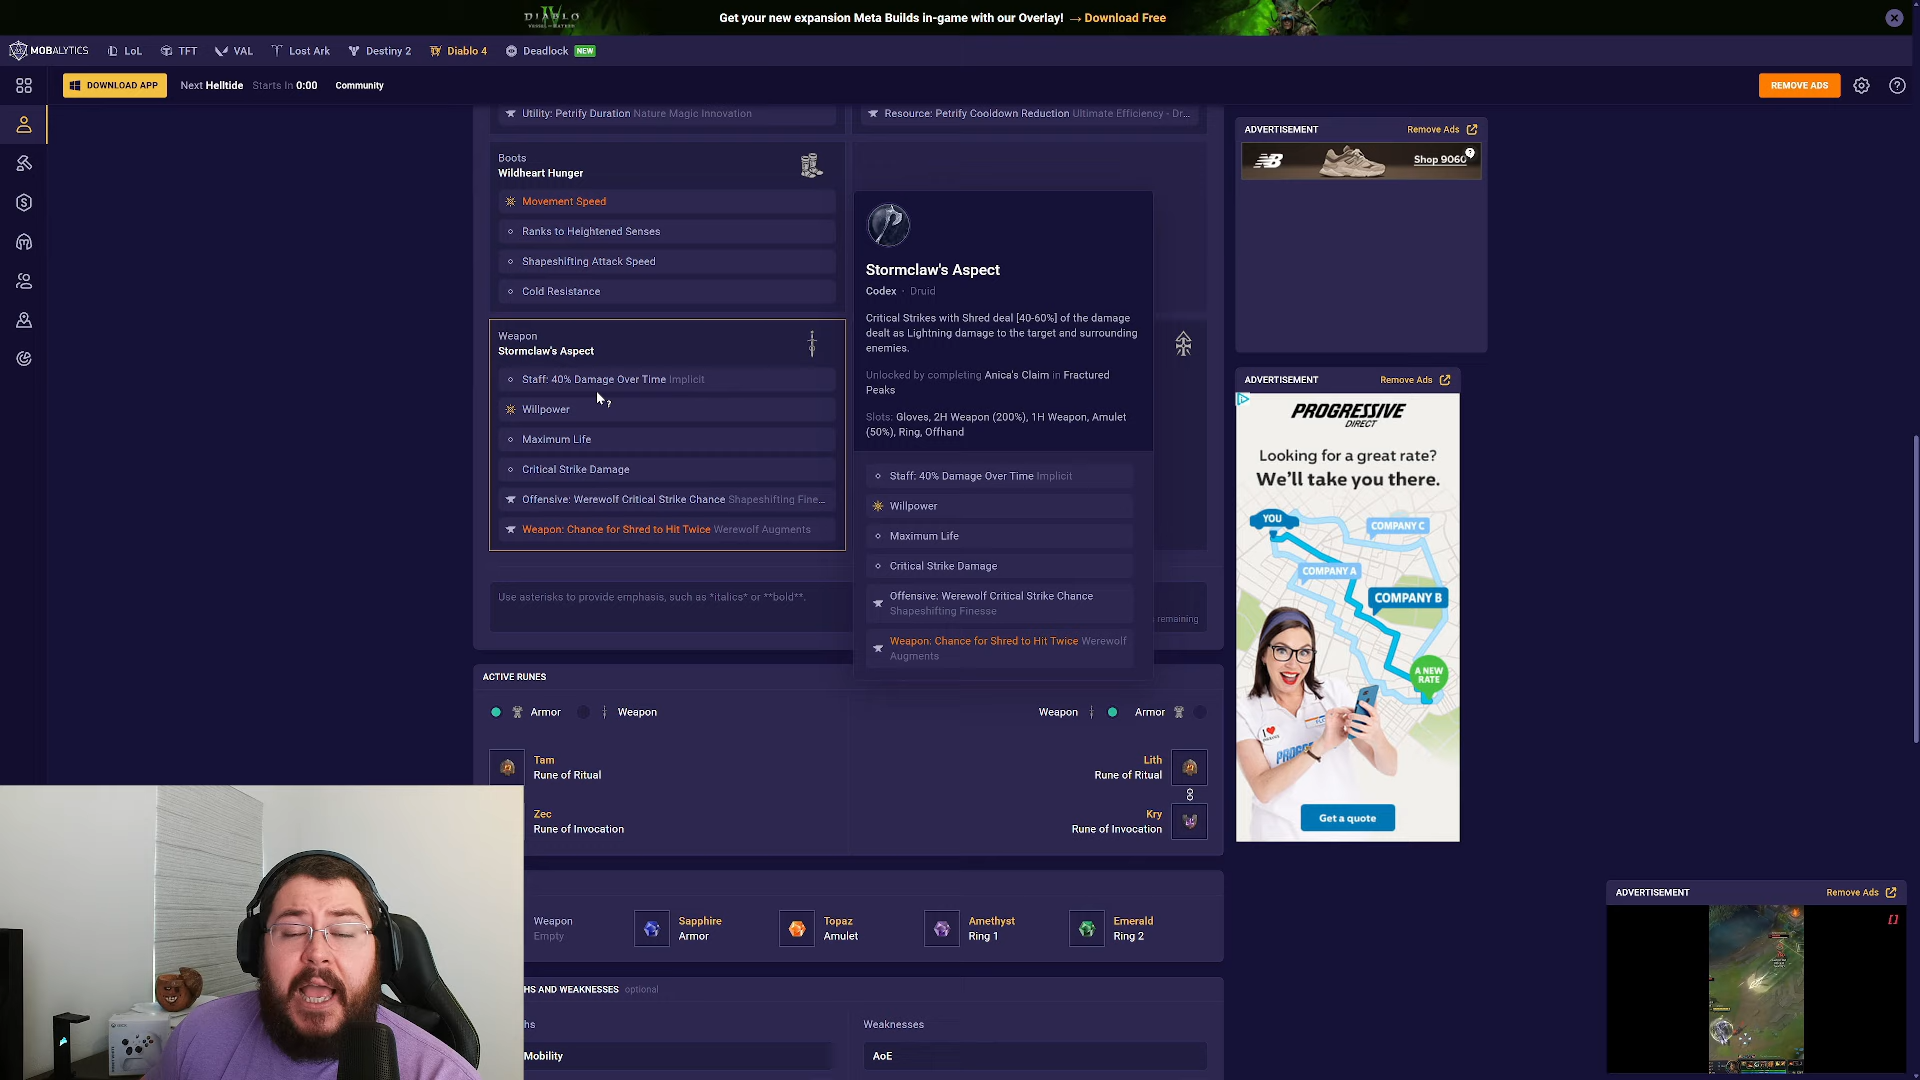 DIABLO
IV
Get your new expansion Meta Builds in-game with our Overlay! → Download Free
MOBALYTICS
LoL
TFT
VAL
Lost Ark
Destiny 2
Diablo 4
Deadlock NEW
DOWNLOAD APP
Next Helltide Starts In 0:00
Community
REMOVE ADS
Utility: Petrify Duration Nature Magic Innovation
Resource: Petrify Cooldown Reduction Ultimate Efficiency - Dr...
Boots
Wildheart Hunger
Movement Speed
Ranks to Heightened Senses
Shapeshifting Attack Speed
Cold Resistance
Weapon
Stormclaw's Aspect
Staff: 40% Damage Over Time Implicit
Willpower
Maximum Life
Critical Strike Damage
Offensive: Werewolf Critical Strike Chance Shapeshifting Fine...
Weapon: Chance for Shred to Hit Twice Werewolf Augments
Stormclaw's Aspect
Codex · Druid
Critical Strikes with Shred deal [40-60%] of the damage
dealt as Lightning damage to the target and surrounding
enemies.
Unlocked by completing Anica's Claim in Fractured
Peaks
Slots: Gloves, 2H Weapon (200%), 1H Weapon, Amulet
(50%), Ring, Offhand
Staff: 40% Damage Over Time Implicit
Willpower
Maximum Life
Critical Strike Damage
Offensive: Werewolf Critical Strike Chance
Shapeshifting Finesse
Weapon: Chance for Shred to Hit Twice Werewolf
Augments
Use asterisks to provide emphasis, such as *italics* or **bold**.
remaining
ACTIVE RUNES
Armor
Weapon
Weapon
Armor
Tam
Rune of Ritual
Lith
Rune of Ritual
Zec
Rune of Invocation
Kry
Rune of Invocation
Weapon
Empty
Sapphire
Armor
Topaz
Amulet
Amethyst
Ring 1
Emerald
Ring 2
HS AND WEAKNESSES optional
hs
Weaknesses
Mobility
AoE
ADVERTISEMENT
Remove Ads
NB
Shop 9060
ADVERTISEMENT
Remove Ads
PROGRESSIVE
DIRECT
Looking for a great rate?
We'll take you there.
YOU
COMPANY C
COMPANY A
COMPANY B
A NEW
RATE
I ♥
Get a quote
ADVERTISEMENT
Remove Ads
XBOX